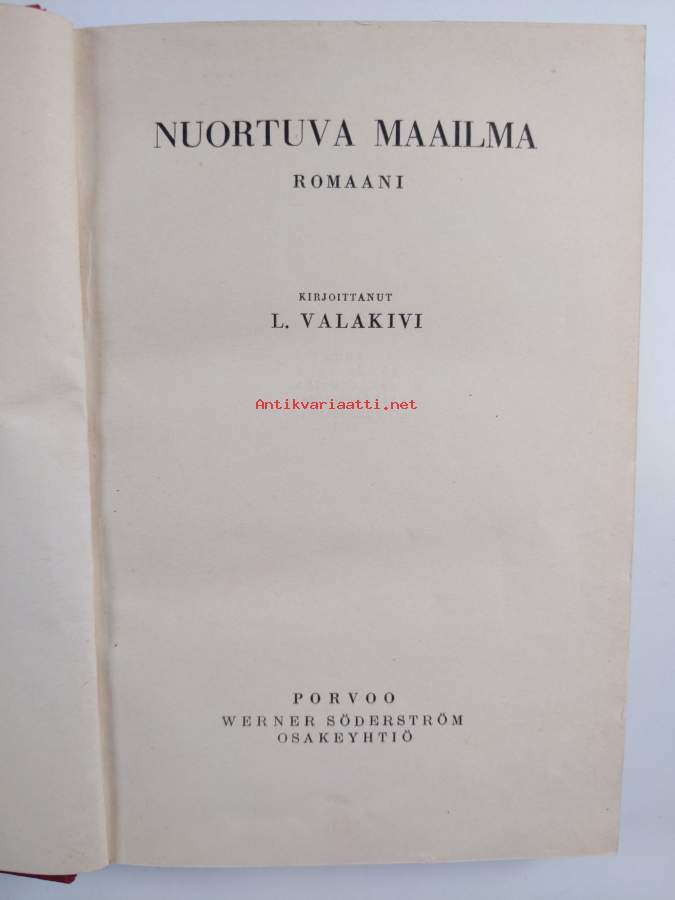 NUORTUVA MAAILMA
ROMAANI
KIRJOITTANUT
L. VALAKIVI
Antikvariaatti.net
PORVOO
WERNER SÖDERSTRÖM
OSAKEYHTIÖ